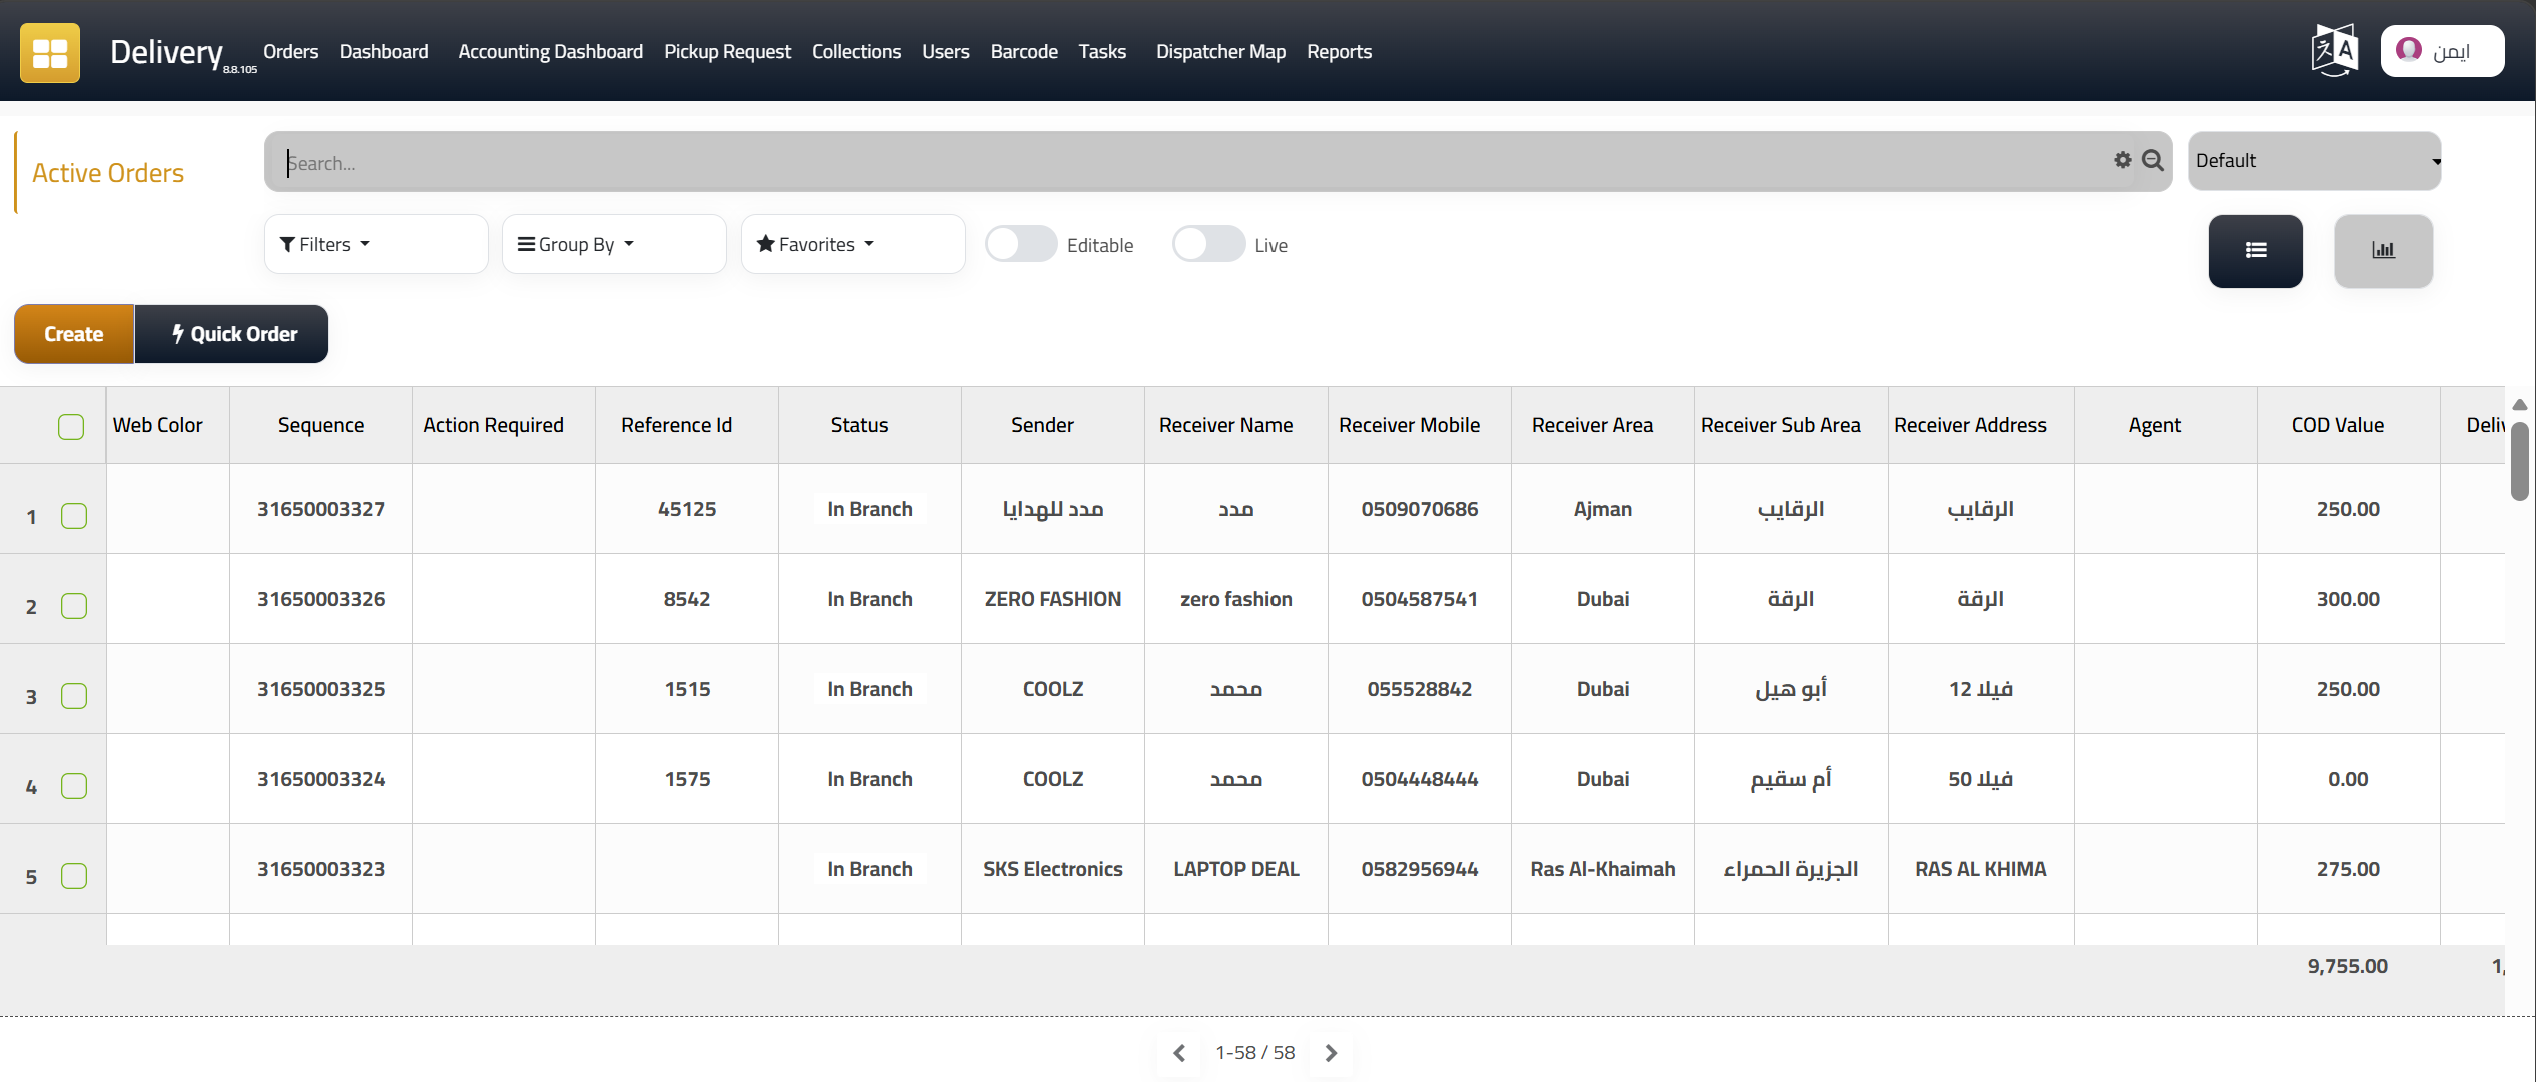 Delivery 8.8.105 Orders Dashboard Accounting Dashboard Pickup Request Collections Users Barcode Tasks Dispatcher Map Reports ايمن
Active Orders Search... Default
Filters Group By Favorites Editable Live
Create Quick Order
Web Color Sequence Action Required Reference Id Status Sender Receiver Name Receiver Mobile Receiver Area Receiver Sub Area Receiver Address Agent COD Value Deliv
1 31650003327 45125 In Branch مدد للهدايا مدد 0509070686 Ajman الرقايب الرقايب 250.00
2 31650003326 8542 In Branch ZERO FASHION zero fashion 0504587541 Dubai الرقة الرقة 300.00
3 31650003325 1515 In Branch COOLZ محمد 055528842 Dubai أبو هيل فيلا 12 250.00
4 31650003324 1575 In Branch COOLZ محمد 0504448444 Dubai أم سقيم فيلا 50 0.00
5 31650003323 In Branch SKS Electronics LAPTOP DEAL 0582956944 Ras Al-Khaimah الجزيرة الحمراء RAS AL KHIMA 275.00
9,755.00 1,
1-58 / 58